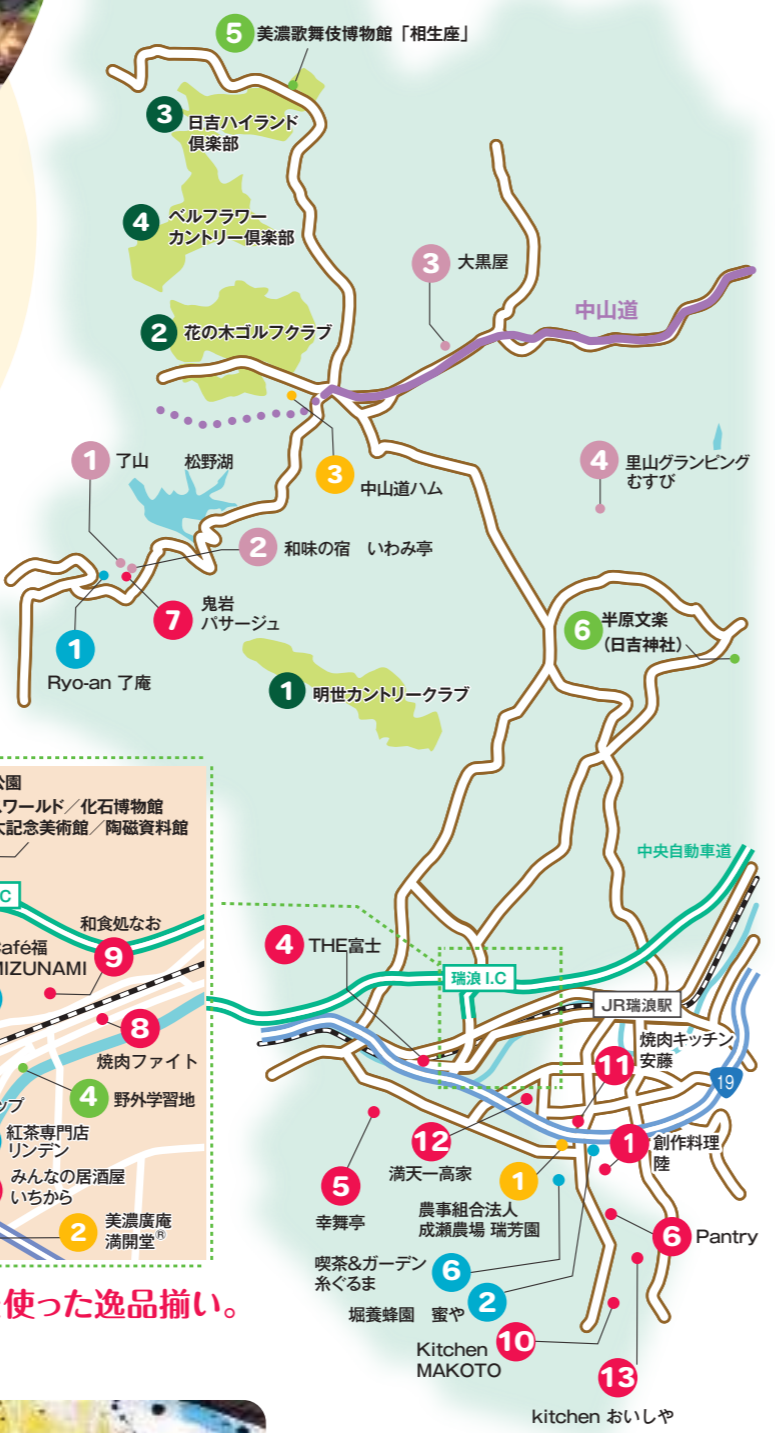 5 美濃歌舞伎博物館「相生座」
3 日吉ハイランド
倶楽部
4 ベルフラワー
カントリー倶楽部
3 大黒屋
中山道
2 花の木ゴルフクラブ
1 了山
松野湖
3 中山道ハム
4 里山グランピング
むすび
2 和味の宿 いわみ亭
7 鬼岩
パサージュ
6 半原文楽
(日吉神社)
1
Ryo-an 了庵
1 明世カントリークラブ
公園
ワールド/化石博物館
記念美術館/陶磁資料館
C
和食処なお
9
afé福
MIZUNAMI
8
焼肉ファイト
4 野外学習地
ップ
紅茶専門店
リンデン
みんなの居酒屋
いちから
2 美濃廣庵
満開堂®
中央自動車道
4 THE富士
瑞浪 I.C
JR瑞浪駅
11 焼肉キッチン
安藤
19
12
満天一高家
1 創作料理
陸
5
幸舞亭
1
農事組合法人
成瀬農場 瑞芳園
6 Pantry
喫茶&ガーデン
糸ぐるま 6
堀養蜂園 蜜や 2
Kitchen
MAKOTO 10
13
kitchen おいしや
使った逸品揃い。